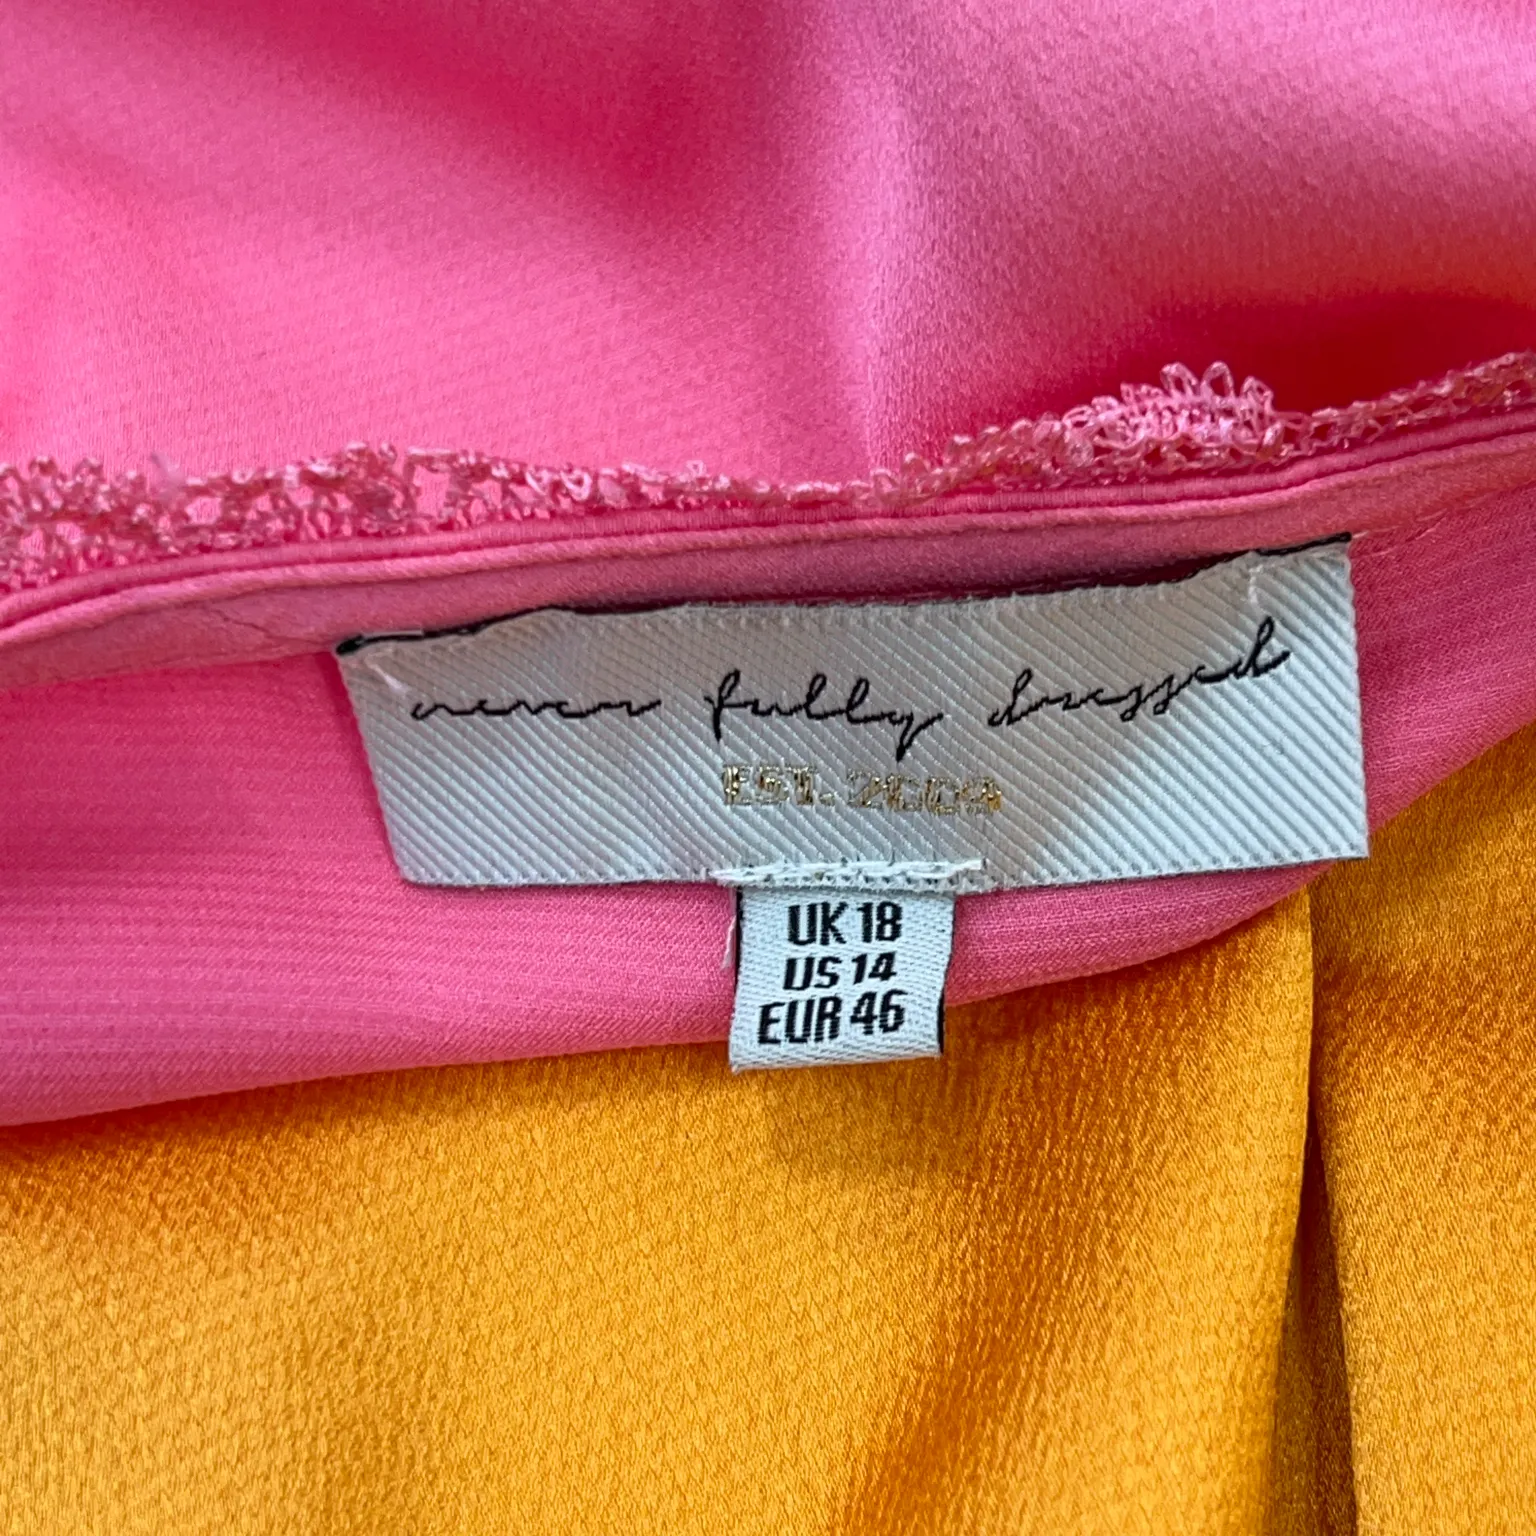 never fully dressed
EST. 2009
UK 18
US 14
EUR 46